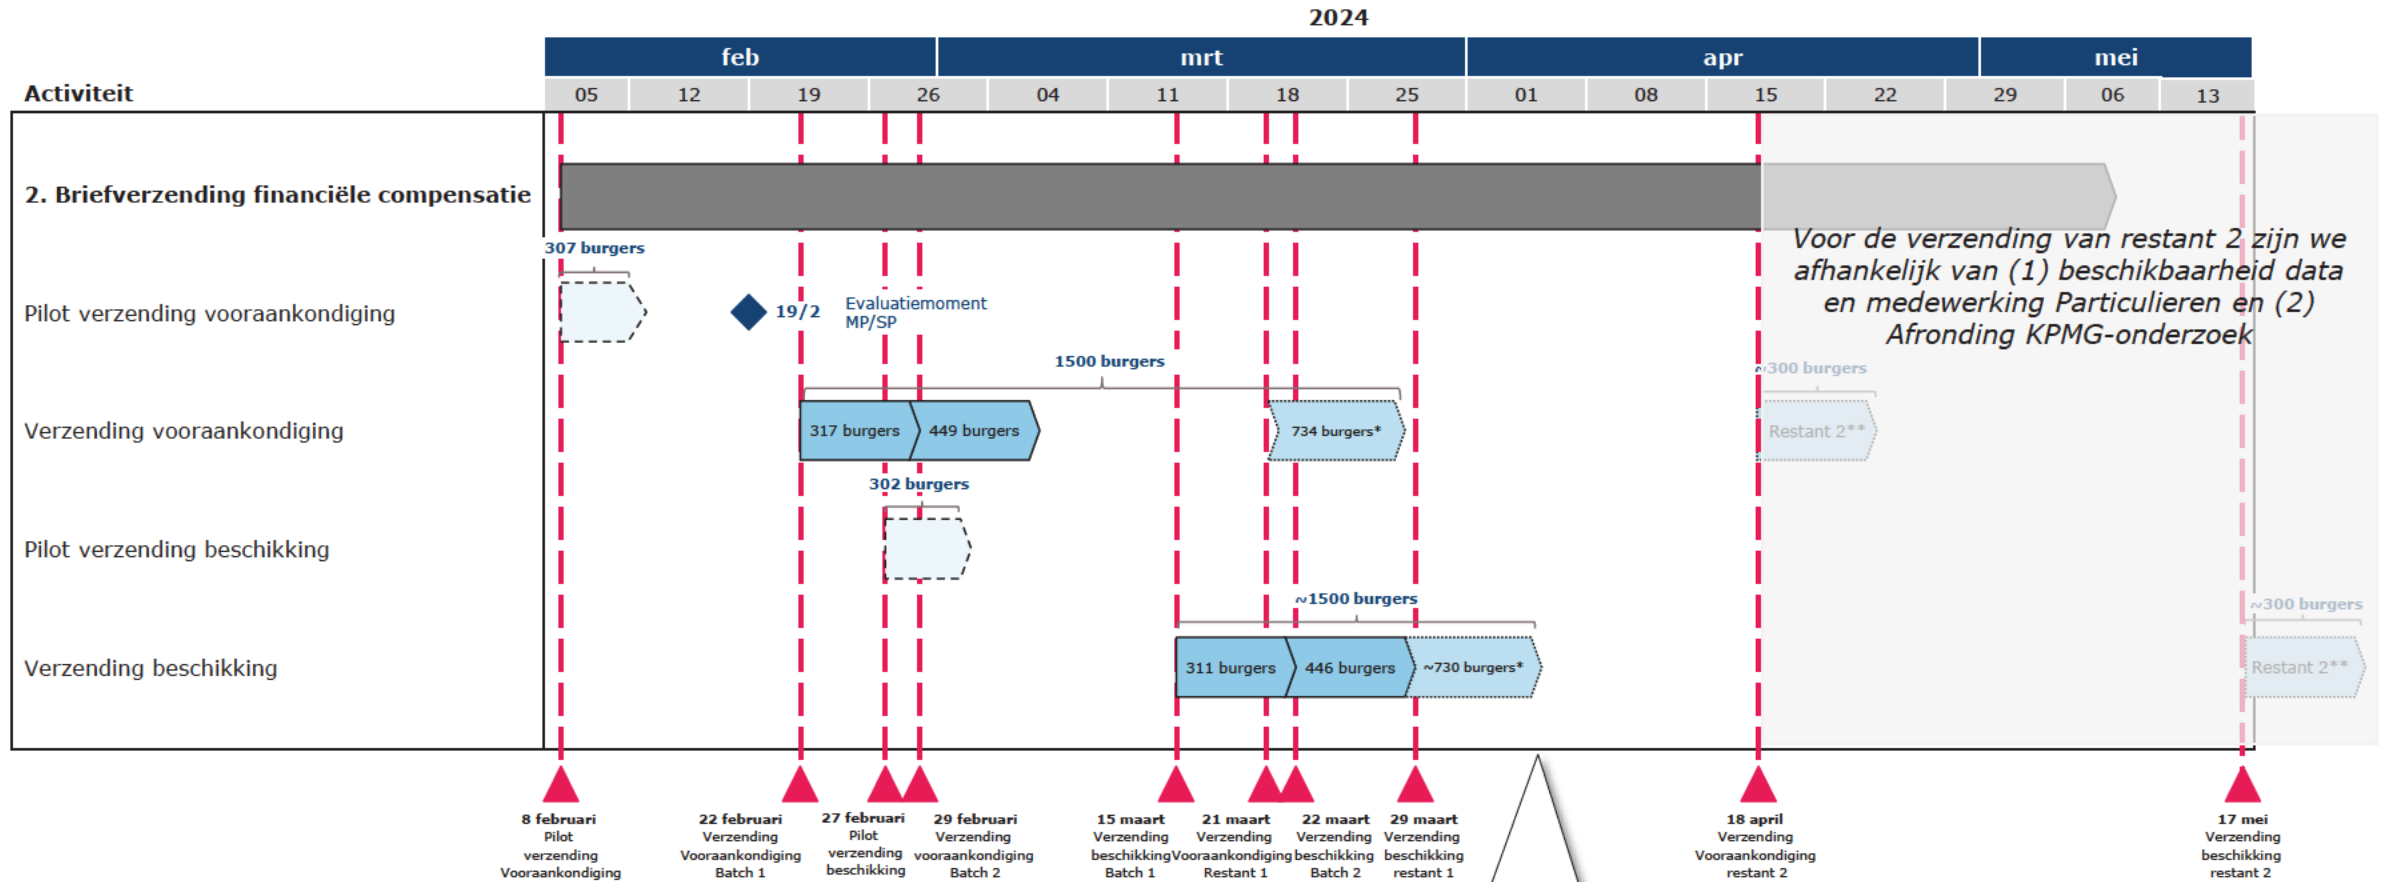 2024
feb mrt apr mei
Activiteit 05 12 19 26 04 11 18 25 01 08 15 22 29 06 13
2. Briefverzending financiële compensatie
Voor de verzending van restant 2 zijn we
afhankelijk van (1) beschikbaarheid data
en medewerking Particulieren en (2)
Afronding KPMG-onderzoek
307 burgers
Pilot verzending vooraankondiging
19/2
Evaluatiemoment
MP/SP
1500 burgers
~300 burgers
Verzending vooraankondiging
317 burgers 449 burgers 734 burgers* Restant 2**
302 burgers
Pilot verzending beschikking
~1500 burgers
~300 burgers
Verzending beschikking
311 burgers 446 burgers ~730 burgers* Restant 2**
8 februari
Pilot
verzending
Vooraankondiging
22 februari
Verzending
Vooraankondiging
Batch 1
27 februari
Pilot
verzending
beschikking
29 februari
Verzending
vooraankondiging
Batch 2
15 maart
Verzending
beschikking
Batch 1
21 maart
Verzending
Vooraankondiging
Restant 1
22 maart
Verzending
beschikking
Batch 2
29 maart
Verzending
beschikking
restant 1
18 april
Verzending
Vooraankondiging
restant 2
17 mei
Verzending
beschikking
restant 2